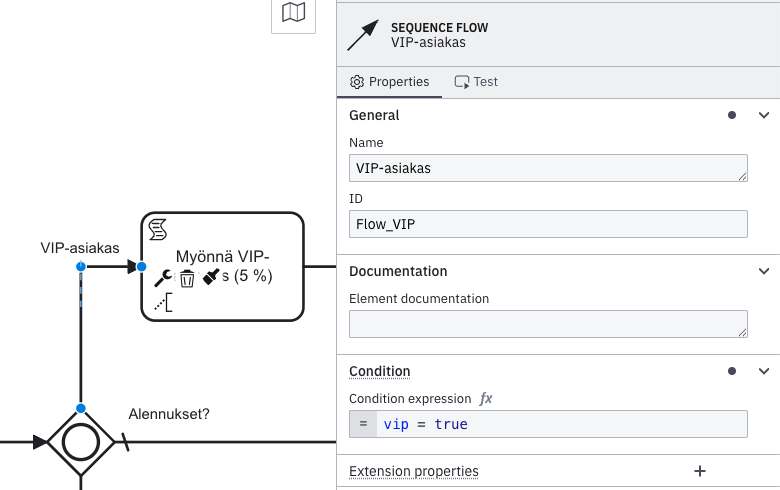 SEQUENCE FLOW
VIP-asiakas
Properties
Test
General
Name
VIP-asiakas
ID
Flow_VIP
Documentation
Element documentation
Condition
Condition expression fx
= vip = true
Extension properties
VIP-asiakas
Myönnä VIP-
s (5 %)
Alennukset?